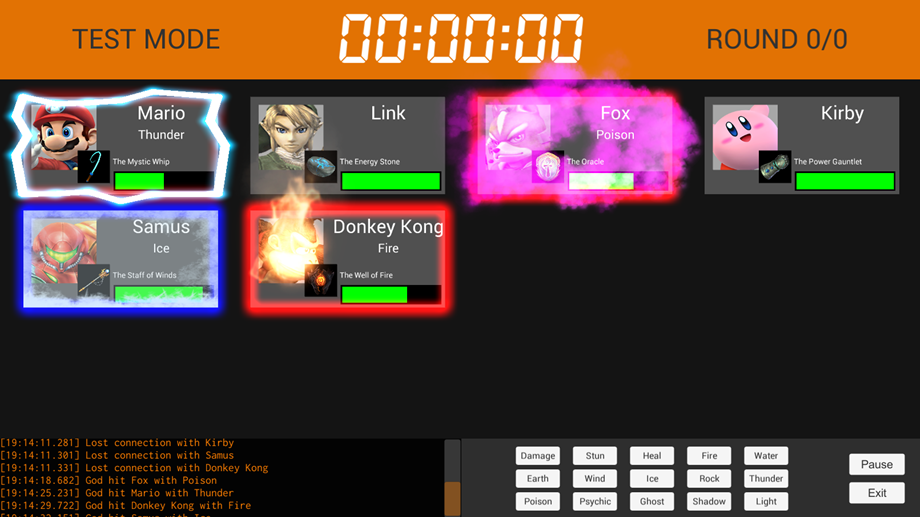 TEST MODE
00:00:00
ROUND 0/0
Mario
Thunder
The Mystic Whip
Link
The Energy Stone
Fox
Poison
The Oracle
Kirby
The Power Gauntlet
Samus
Ice
The Staff of Winds
Donkey Kong
Fire
The Well of Fire
[19:14:11.281] Lost connection with Kirby
[19:14:11.301] Lost connection with Samus
[19:14:11.331] Lost connection with Donkey Kong
[19:14:18.682] God hit Fox with Poison
[19:14:25.231] God hit Mario with Thunder
[19:14:29.722] God hit Donkey Kong with Fire
Damage Stun Heal Fire Water
Earth Wind Ice Rock Thunder
Poison Psychic Ghost Shadow Light
Pause
Exit